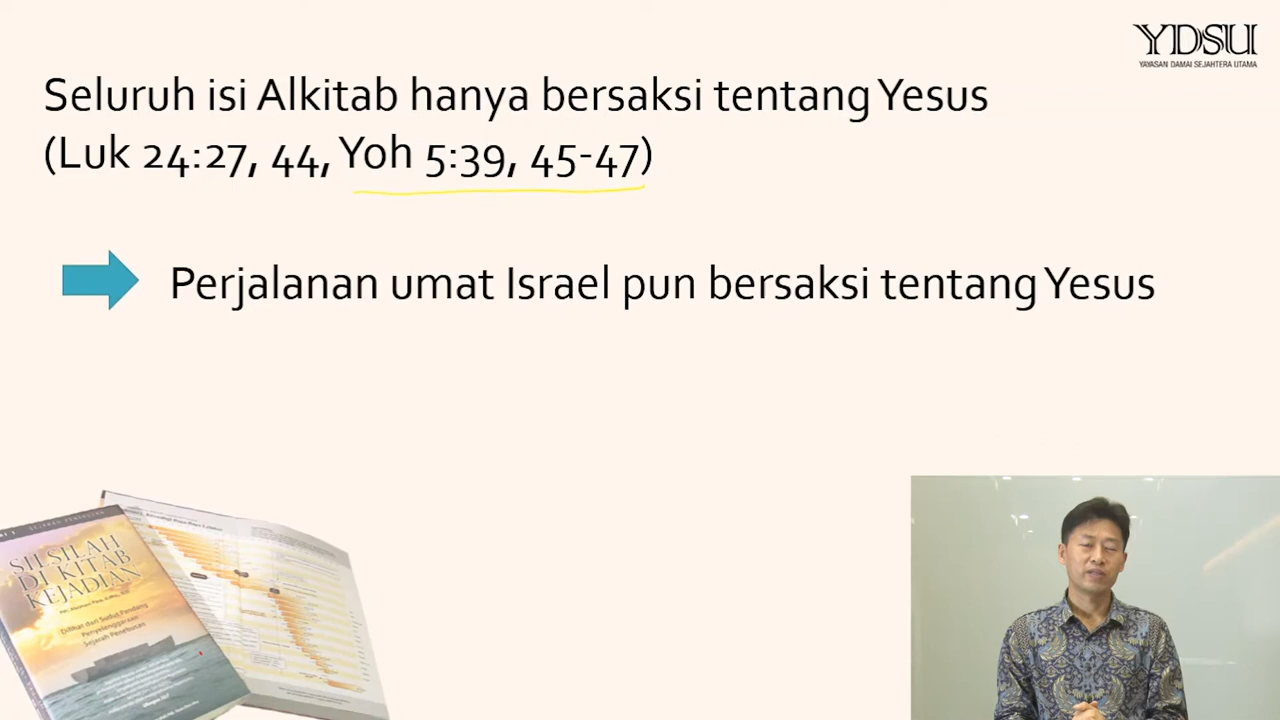 YDSU
YAYASAN DAMAI SEJAHTERA UTAMA
Seluruh isi Alkitab hanya bersaksi tentang Yesus
(Luk 24:27, 44, Yoh 5:39, 45-47)
Perjalanan umat Israel pun bersaksi tentang Yesus
SILSILAH
DI KITAB
KEJADIAN
Dilihat dari Sudut Pandang
Penyelenggaraan
Sejarah Penebusan